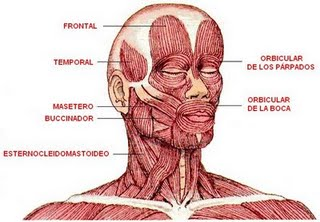 FRONTAL
TEMPORAL
ORBICULAR
DE LOS PÁRPADOS
MASETERO
BUCCINADOR
ORBICULAR
DE LA BOCA
ESTERNOCLEIDOMASTOIDEO